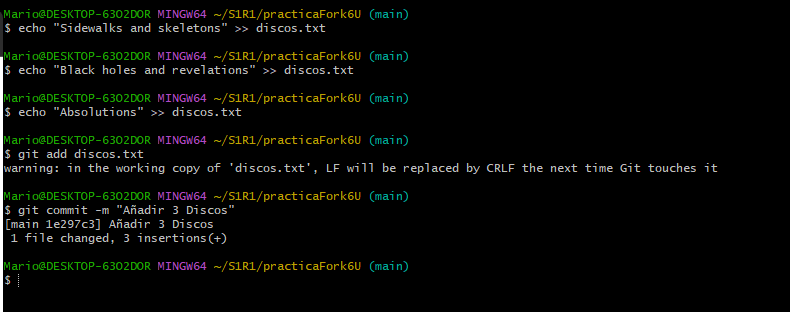 Mario@DESKTOP-63O2DOR MINGW64 ~/S1R1/practicaFork6U (main)
$ echo "Sidewalks and skeletons" >> discos.txt
Mario@DESKTOP-63O2DOR MINGW64 ~/S1R1/practicaFork6U (main)
$ echo "Black holes and revelations" >> discos.txt
Mario@DESKTOP-63O2DOR MINGW64 ~/S1R1/practicaFork6U (main)
$ echo "Absolutions" >> discos.txt
Mario@DESKTOP-63O2DOR MINGW64 ~/S1R1/practicaFork6U (main)
$ git add discos.txt
warning: in the working copy of 'discos.txt', LF will be replaced by CRLF the next time Git touches it
Mario@DESKTOP-63O2DOR MINGW64 ~/S1R1/practicaFork6U (main)
$ git commit -m "Añadir 3 Discos"
[main 1e297c3] Añadir 3 Discos
 1 file changed, 3 insertions(+)
Mario@DESKTOP-63O2DOR MINGW64 ~/S1R1/practicaFork6U (main)
$